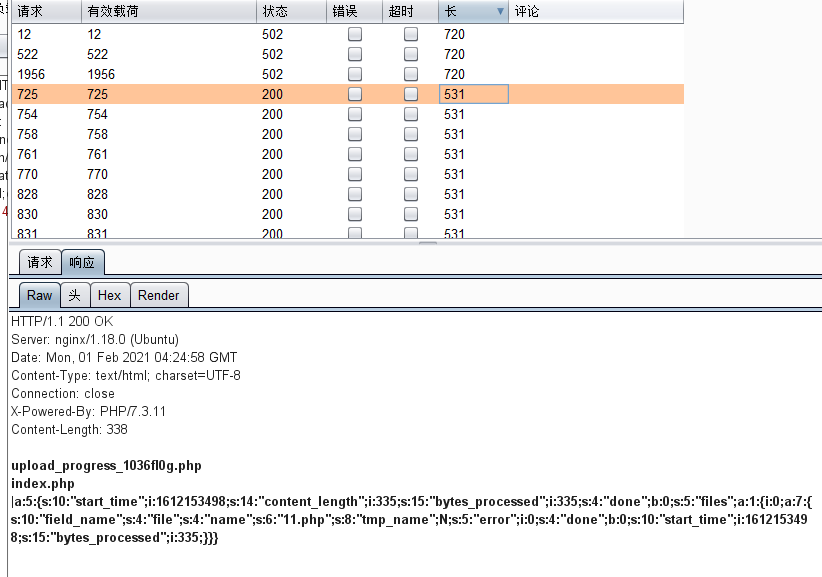 请求 有效载荷 状态 错误 超时 长 评论
12 12 502 720
522 522 502 720
1956 1956 502 720
725 725 200 531
754 754 200 531
758 758 200 531
761 761 200 531
770 770 200 531
828 828 200 531
830 830 200 531
831 831 200 531
请求 响应
Raw 头 Hex Render
HTTP/1.1 200 OK
Server: nginx/1.18.0 (Ubuntu)
Date: Mon, 01 Feb 2021 04:24:58 GMT
Content-Type: text/html; charset=UTF-8
Connection: close
X-Powered-By: PHP/7.3.11
Content-Length: 338
upload_progress_1036fl0g.php
index.php
|a:5:{s:10:"start_time";i:1612153498;s:14:"content_length";i:335;s:15:"bytes_processed";i:335;s:4:"done";b:0;s:5:"files";a:1:{i:0;a:7:{
s:10:"field_name";s:4:"file";s:4:"name";s:6:"11.php";s:8:"tmp_name";N;s:5:"error";i:0;s:4:"done";b:0;s:10:"start_time";i:161215349
8;s:15:"bytes_processed";i:335;}}}